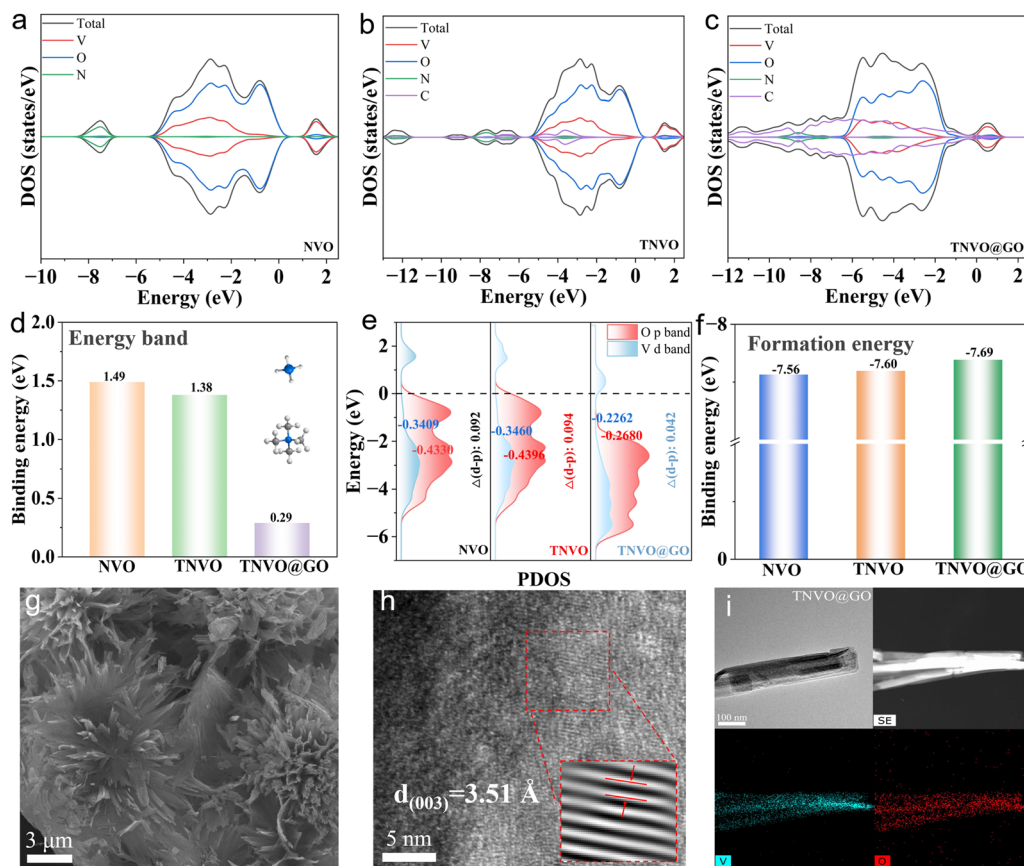 a
Total
V
O
N
DOS (states/eV)
NVO
−10 −8 −6 −4 −2 0 2
Energy (eV)
b
Total
V
O
N
C
DOS (states/eV)
TNVO
−12 −10 −8 −6 −4 −2 0 2
Energy (eV)
c
Total
V
O
N
C
DOS (states/eV)
TNVO@GO
−12 −10 −8 −6 −4 −2 0 2
Energy (eV)
d
Energy band
Binding energy (eV)
2.0
1.5
1.0
0.5
0.0
1.49
1.38
0.29
NVO TNVO TNVO@GO
e
O p band
V d band
Energy (eV)
2
0
−2
−4
−6
-0.3409
-0.4330
△(d-p): 0.092
NVO
-0.3460
-0.4396
△(d-p): 0.094
TNVO
-0.2262
-0.2680
△(d-p): 0.042
TNVO@GO
PDOS
f
Formation energy
Binding energy (eV)
−8
0
-7.56
-7.60
-7.69
NVO TNVO TNVO@GO
g
3 μm
h
d(003)=3.51 Å
5 nm
i
TNVO@GO
100 nm
SE
V
O